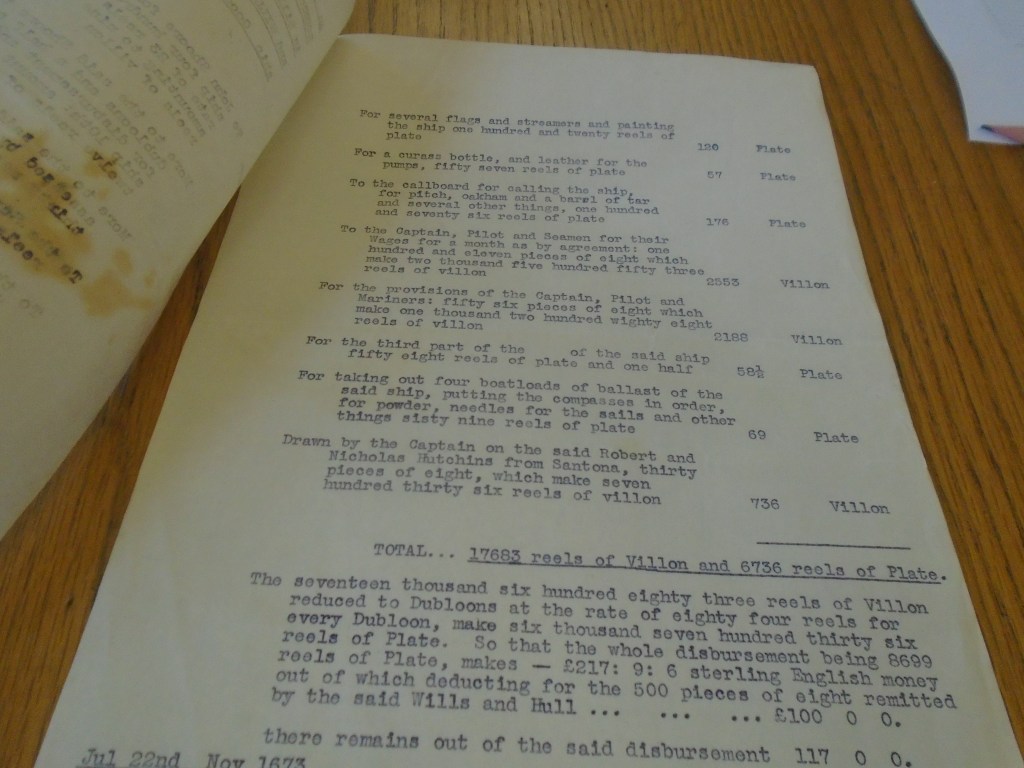 For several flags and streamers and painting
the ship one hundred and twenty reels of
plate 120 Plate
For a curass bottle, and leather for the
pumps, fifty seven reels of plate 57 Plate
To the callboard for calling the ship,
for pitch, oakham and a barel of tar
and several other things, one hundred
and seventy six reels of plate 176 Plate
To the Captain, Pilot and Seamen for their
Wages for a month as by agreement: one
hundred and eleven pieces of eight which
make two thousand five hundred fifty three
reels of villon 2553 Villon
For the provisions of the Captain, Pilot and
Mariners: fifty six pieces of eight which
make one thousand two hundred wighty eight
reels of villon 2188 Villon
For the third part of the of the said ship
fifty eight reels of plate and one half 58½ Plate
For taking out four boatloads of ballast of the
said ship, putting the compasses in order,
for powder, needles for the sails and other
things sixty nine reels of plate 69 Plate
Drawn by the Captain on the said Robert and
Nicholas Hutchins from Santona, thirty
pieces of eight, which make seven
hundred thirty six reels of villon 736 Villon
TOTAL... 17683 reels of Villon and 6736 reels of Plate.
The seventeen thousand six hundred eighty three reels of Villon
reduced to Dubloons at the rate of eighty four reels for
every Dubloon, make six thousand seven hundred thirty six
reels of Plate. So that the whole disbursement being 8699
reels of Plate, makes — £217: 9: 6 sterling English money
out of which deducting for the 500 pieces of eight remitted
by the said Wills and Hull ... ... ... £100 0 0.
there remains out of the said disbursement 117 0 0.
Jul 22nd Nov 1673